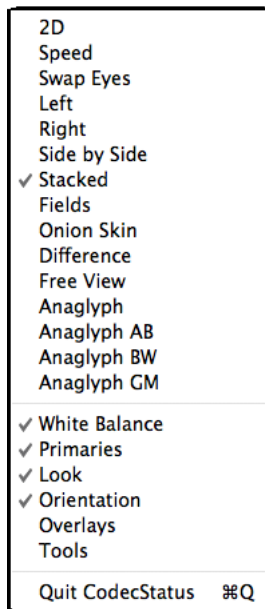 2D
Speed
Swap Eyes
Left
Right
Side by Side
✓ Stacked
Fields
Onion Skin
Difference
Free View
Anaglyph
Anaglyph AB
Anaglyph BW
Anaglyph GM
✓ White Balance
✓ Primaries
✓ Look
✓ Orientation
Overlays
Tools
Quit CodecStatus ⌘Q